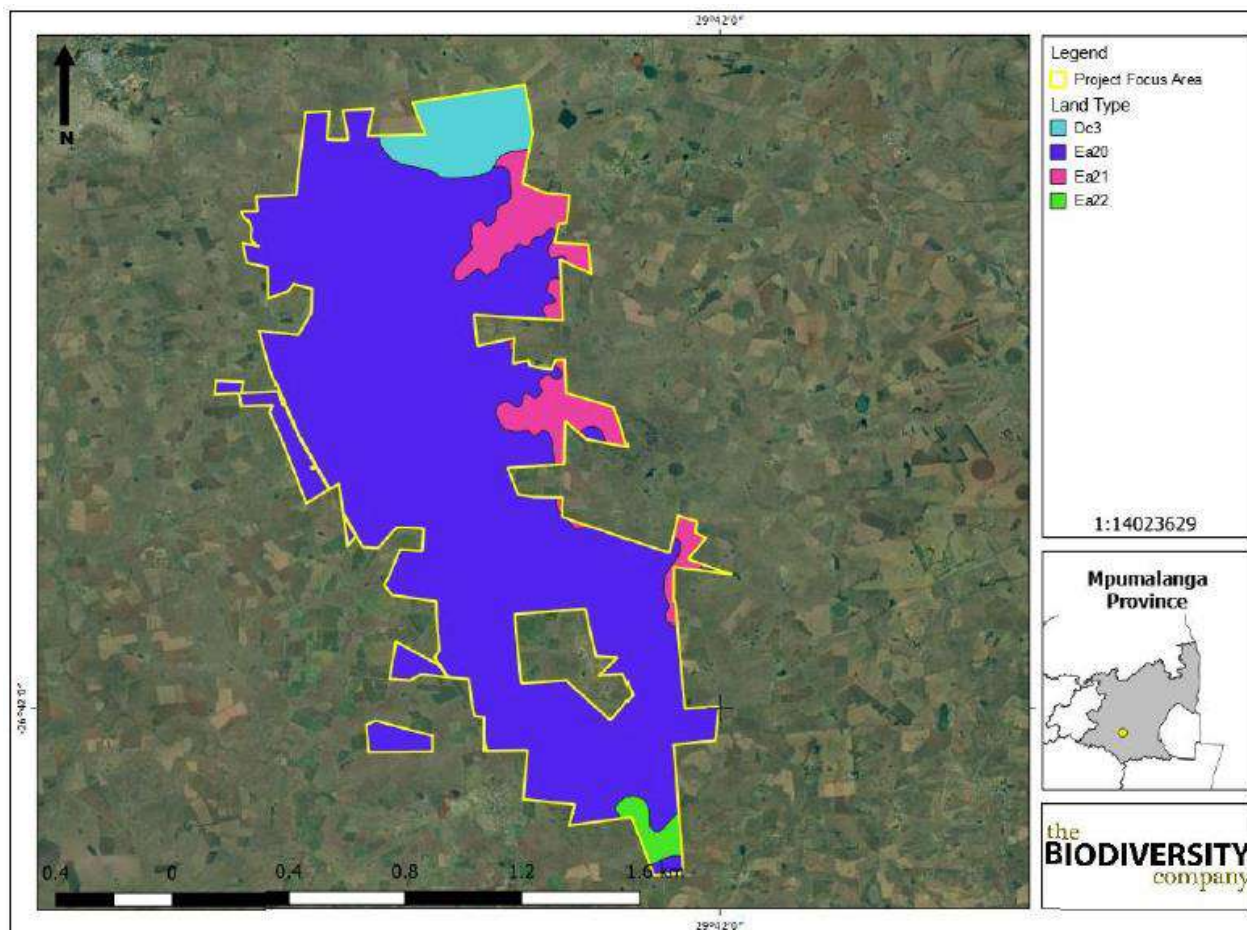 29°42'0"
N
Legend
Project Focus Area
Land Type
Dc3
Ea20
Ea21
Ea22
1:14023629
Mpumalanga
Province
-26°42'0"
0.4 0 0.4 0.8 1.2 1.6 km
the
BIODIVERSITY
company
29°42'0"